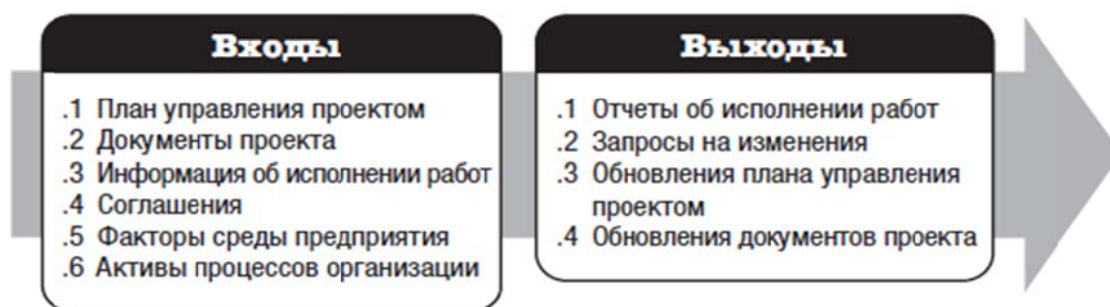 Входы
.1 План управления проектом
.2 Документы проекта
.3 Информация об исполнении работ
.4 Соглашения
.5 Факторы среды предприятия
.6 Активы процессов организации
Выходы
.1 Отчеты об исполнении работ
.2 Запросы на изменения
.3 Обновления плана управления
проектом
.4 Обновления документов проекта